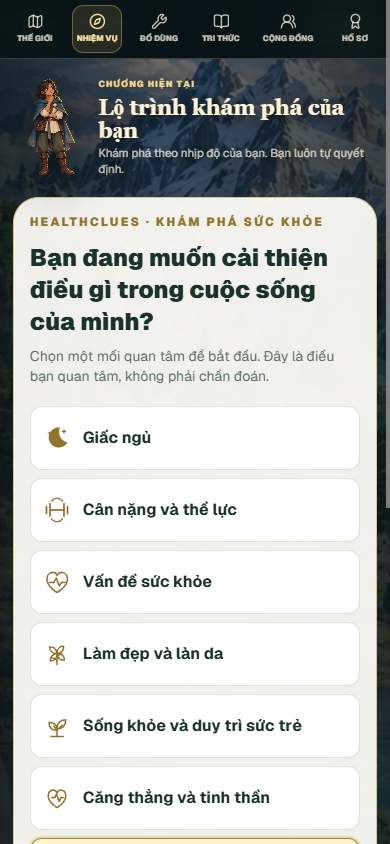 THẾ GIỚI
NHIỆM VỤ
ĐỒ DÙNG
TRI THỨC
CỘNG ĐỒNG
HỒ SƠ
CHƯƠNG HIỆN TẠI
Lộ trình khám phá của
bạn
Khám phá theo nhịp độ của bạn. Bạn luôn tự quyết
định.
HEALTHCLUES · KHÁM PHÁ SỨC KHỎE
Bạn đang muốn cải thiện
điều gì trong cuộc sống
của mình?
Chọn một mối quan tâm để bắt đầu. Đây là điều
bạn quan tâm, không phải chẩn đoán.
Giấc ngủ
Cân nặng và thể lực
Vấn đề sức khỏe
Làm đẹp và làn da
Sống khỏe và duy trì sức trẻ
Căng thẳng và tinh thần